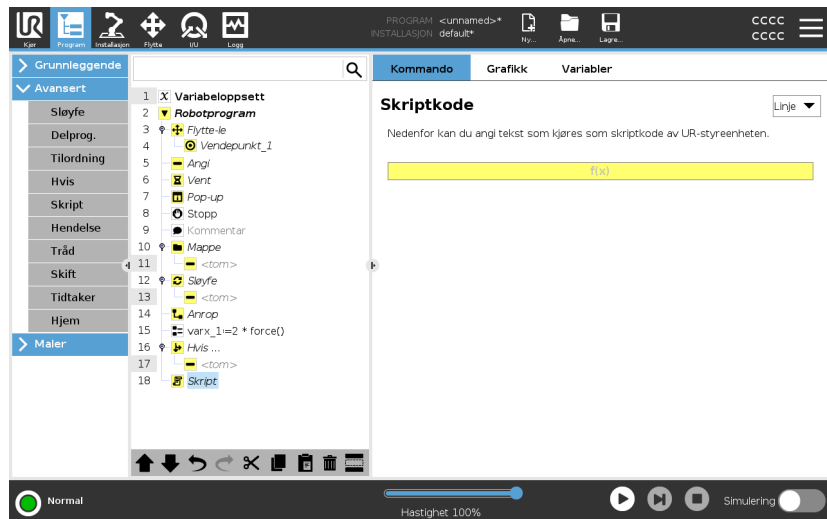 UR
PROGRAM <unnamed>*
INSTALLASJON default*
CCCC
CCCC
Kjør Program Installasjon Flytte I/U Logg Ny... Åpne... Lagre...
Grunnleggende
Avansert
Sløyfe
Delprog.
Tilordning
Hvis
Skript
Hendelse
Tråd
Skift
Tidtaker
Hjem
Maler
1 X Variabeloppsett
2 Robotprogram
3 Flytte-le
4 Vendepunkt_1
5 Angi
6 Vent
7 Pop-up
8 Stopp
9 Kommentar
10 Mappe
11 <tom>
12 Sløyfe
13 <tom>
14 Anrop
15 varx_1≔2 * force()
16 Hvis ...
17 <tom>
18 Skript
Kommando Grafikk Variabler
Skriptkode
Linje
Nedenfor kan du angi tekst som kjøres som skriptkode av UR-styreenheten.
f(x)
Normal
Hastighet 100%
Simulering